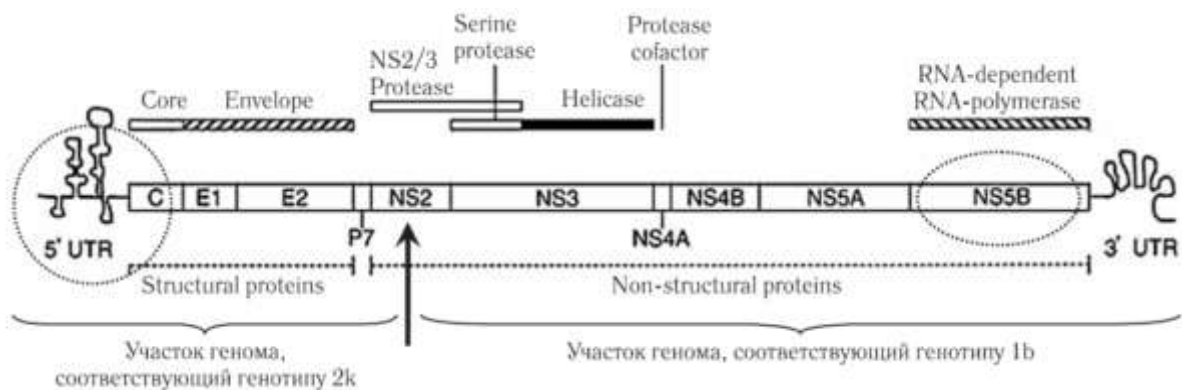 Serine
protease
Protease
cofactor
NS2/3
Protease
RNA-dependent
RNA-polymerase
Core
Envelope
Helicase
C
E1
E2
NS2
NS3
NS4B
NS5A
NS5B
5' UTR
P7
NS4A
3' UTR
Structural proteins
Non-structural proteins
Участок генома,
соответствующий генотипу 2k
Участок генома, соответствующий генотипу 1b